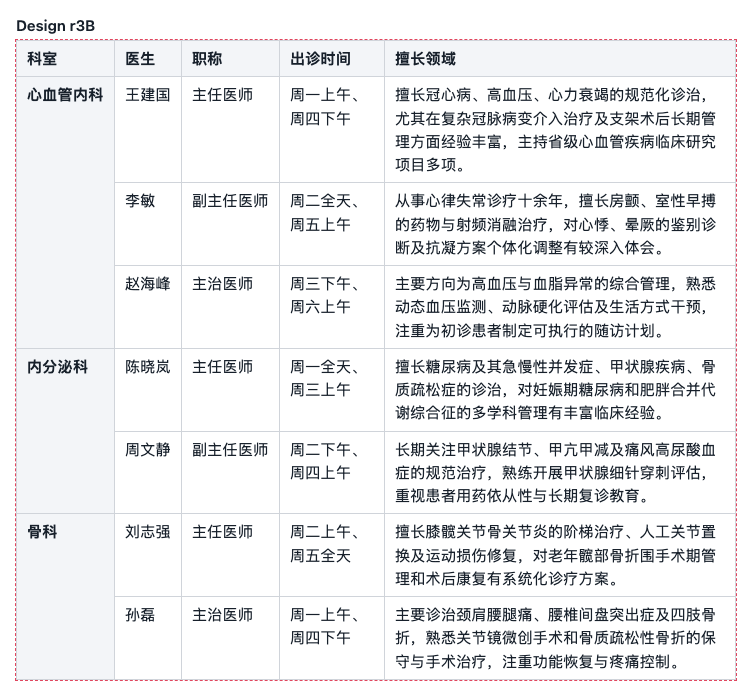 Design r3B
科室 医生 职称 出诊时间 擅长领域
心血管内科 王建国 主任医师 周一上午、 擅长冠心病、高血压、心力衰竭的规范化诊治，
周四下午 尤其在复杂冠脉病变介入治疗及支架术后长期管
理方面经验丰富，主持省级心血管疾病临床研究
项目多项。
李敏 副主任医师 周二全天、 从事心律失常诊疗十余年，擅长房颤、室性早搏
周五上午 的药物与射频消融治疗，对心悸、晕厥的鉴别诊
断及抗凝方案个体化调整有较深入体会。
赵海峰 主治医师 周三下午、 主要方向为高血压与血脂异常的综合管理，熟悉
周六上午 动态血压监测、动脉硬化评估及生活方式干预，
注重为初诊患者制定可执行的随访计划。
内分泌科 陈晓岚 主任医师 周一全天、 擅长糖尿病及其急慢性并发症、甲状腺疾病、骨
周三上午 质疏松症的诊治，对妊娠期糖尿病和肥胖合并代
谢综合征的多学科管理有丰富临床经验。
周文静 副主任医师 周二下午、 长期关注甲状腺结节、甲亢甲减及痛风高尿酸血
周四上午 症的规范治疗，熟练开展甲状腺细针穿刺评估，
重视患者用药依从性与长期复诊教育。
骨科 刘志强 主任医师 周二上午、 擅长膝髋关节骨关节炎的阶梯治疗、人工关节置
周五全天 换及运动损伤修复，对老年髋部骨折围手术期管
理和术后康复有系统化诊疗方案。
孙磊 主治医师 周一上午、 主要诊治颈肩腰腿痛、腰椎间盘突出症及四肢骨
周四下午 折，熟悉关节镜微创手术和骨质疏松性骨折的保
守与手术治疗，注重功能恢复与疼痛控制。